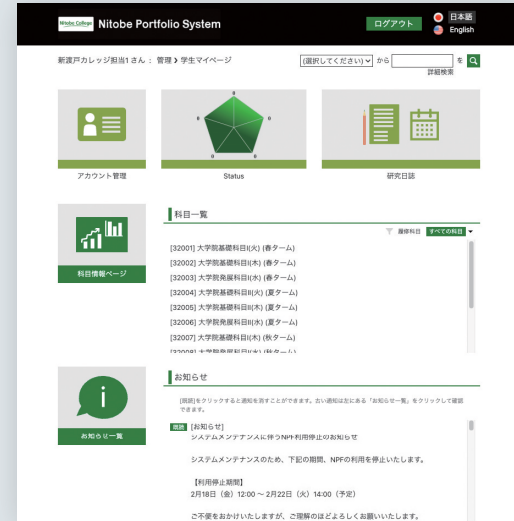 Nitobe College Nitobe Portfolio System
ログアウト
日本語
English
新渡戸カレッジ担当1 さん : 管理 › 学生マイページ
(選択してください) から を
詳細検索
0
0 0
0 0
アカウント管理
Status
研究日誌
科目一覧
履修科目 すべての科目
[32001] 大学院基礎科目I(火) (春ターム)
[32002] 大学院基礎科目I(木) (春ターム)
[32003] 大学院発展科目I(水) (春ターム)
[32004] 大学院基礎科目II(火) (夏ターム)
[32005] 大学院基礎科目II(木) (夏ターム)
[32006] 大学院発展科目II(水) (夏ターム)
[32007] 大学院基礎科目I(木) (秋ターム)
科目情報ページ
お知らせ
[既読]をクリックすると通知を消すことができます。古い通知は左にある「お知らせ一覧」をクリックして確認
できます。
既読 [お知らせ]
システムメンテナンスに伴うNPF利用停止のお知らせ
システムメンテナンスのため、下記の期間、NPFの利用を停止いたします。
【利用停止期間】
2月18日（金）12:00 ~ 2月22日（火）14:00（予定）
ご不便をおかけいたしますが、ご理解のほどよろしくお願いいたします。
お知らせ一覧